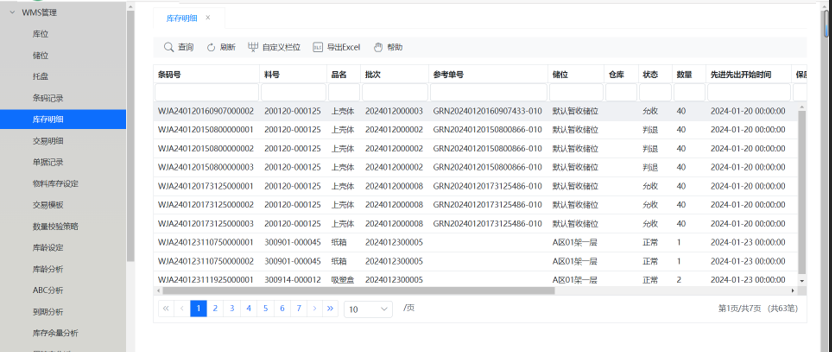 WMS管理
库位
储位
托盘
条码记录
库存明细
交易明细
单据记录
物料库存设定
交易模板
数量校验策略
库龄设定
库龄分析
ABC分析
到期分析
库存余量分析
库存明细 ×
查询 刷新 自定义栏位 导出Excel 帮助
条码号 料号 品名 批次 参考单号 储位 仓库 状态 数量 先进先出开始时间
WJA240120160907000002 200120-000125 上壳体 2024012000003 GRN20240120160907433-010 默认暂收储位 允收 40 2024-01-20 00:00:00
WJA240120150800000001 200120-000125 上壳体 2024012000002 GRN20240120150800866-010 默认暂收储位 判退 40 2024-01-20 00:00:00
WJA240120150800000002 200120-000125 上壳体 2024012000002 GRN20240120150800866-010 默认暂收储位 判退 40 2024-01-20 00:00:00
WJA240120150800000003 200120-000125 上壳体 2024012000002 GRN20240120150800866-010 默认暂收储位 判退 40 2024-01-20 00:00:00
WJA240120173125000001 200120-000125 上壳体 2024012000008 GRN20240120173125486-010 默认暂收储位 允收 40 2024-01-20 00:00:00
WJA240120173125000002 200120-000125 上壳体 2024012000008 GRN20240120173125486-010 默认暂收储位 允收 40 2024-01-20 00:00:00
WJA240120173125000003 200120-000125 上壳体 2024012000008 GRN20240120173125486-010 默认暂收储位 允收 40 2024-01-20 00:00:00
WJA240123110750000001 300901-000045 纸箱 2024012300005 A区01架一层 正常 1 2024-01-23 00:00:00
WJA240123110750000002 300901-000045 纸箱 2024012300005 A区01架一层 正常 1 2024-01-23 00:00:00
WJA240123111925000001 300914-000012 吸塑盒 2024012300005 A区01架一层 正常 2 2024-01-23 00:00:00
1 2 3 4 5 6 7 10 /页 第1页/共7页 （共63笔）